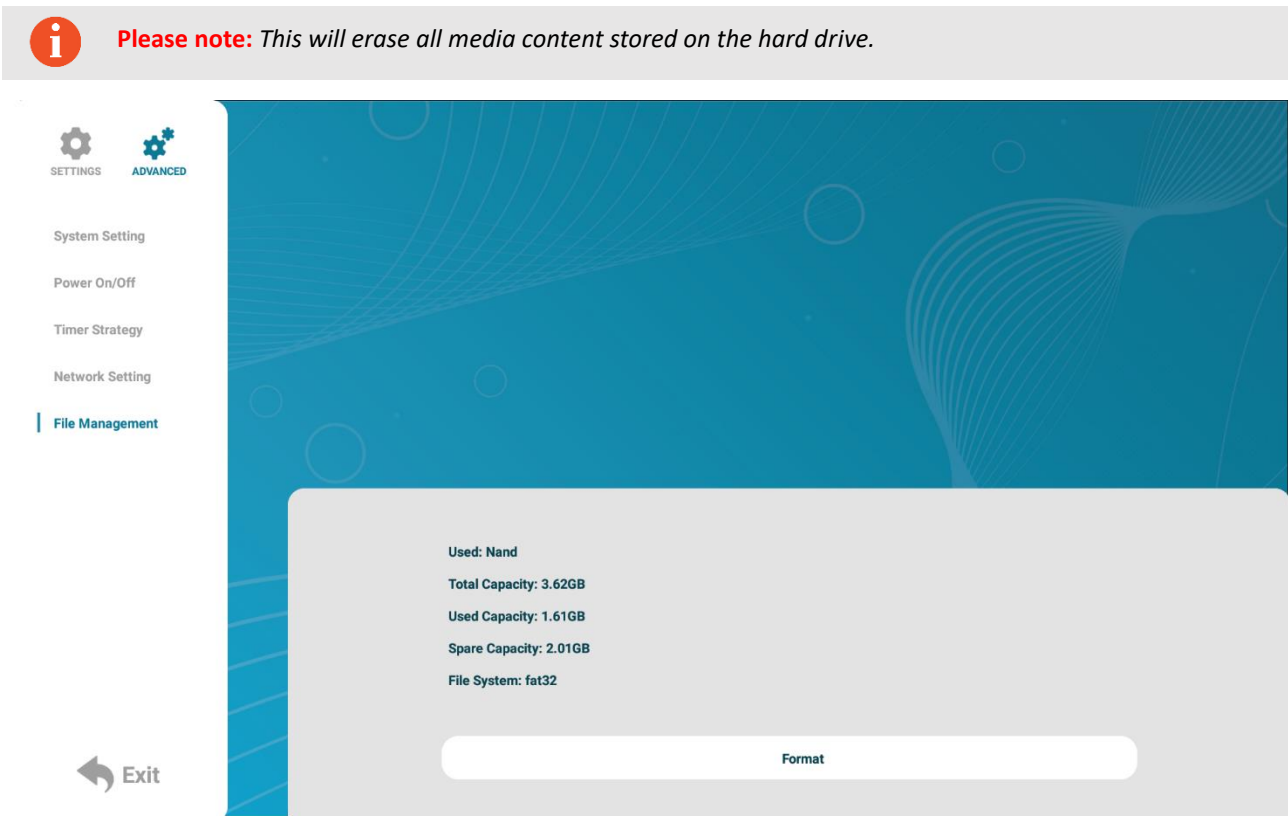 Please note: This will erase all media content stored on the hard drive.
SETTINGS ADVANCED
System Setting
Power On/Off
Timer Strategy
Network Setting
File Management
Used: Nand
Total Capacity: 3.62GB
Used Capacity: 1.61GB
Spare Capacity: 2.01GB
File System: fat32
Format
Exit